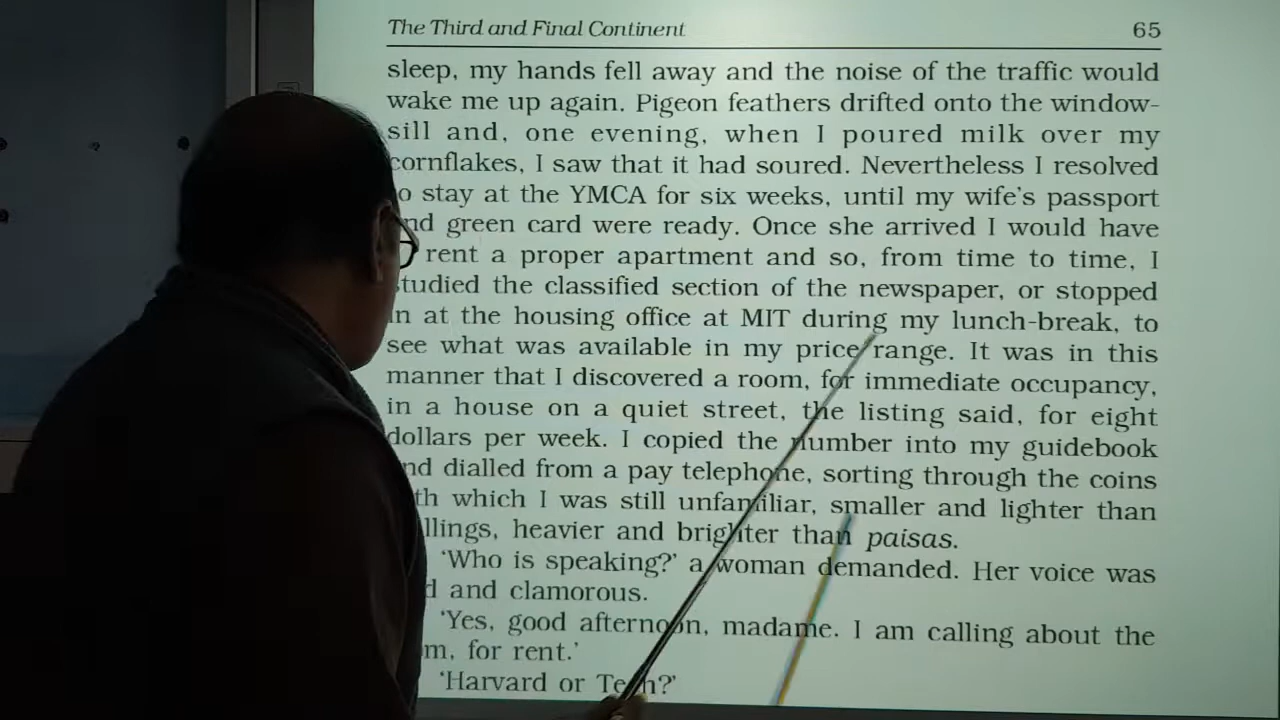 The Third and Final Continent 65
sleep, my hands fell away and the noise of the traffic would
wake me up again. Pigeon feathers drifted onto the window-
sill and, one evening, when I poured milk over my
cornflakes, I saw that it had soured. Nevertheless I resolved
o stay at the YMCA for six weeks, until my wife's passport
nd green card were ready. Once she arrived I would have
rent a proper apartment and so, from time to time, I
studied the classified section of the newspaper, or stopped
in at the housing office at MIT during my lunch-break, to
see what was available in my price range. It was in this
manner that I discovered a room, for immediate occupancy,
in a house on a quiet street, the listing said, for eight
dollars per week. I copied the number into my guidebook
nd dialled from a pay telephone, sorting through the coins
th which I was still unfamiliar, smaller and lighter than
llings, heavier and brighter than paisas.
'Who is speaking?' a woman demanded. Her voice was
d and clamorous.
'Yes, good afternoon, madame. I am calling about the
m, for rent.'
'Harvard or Tech?'